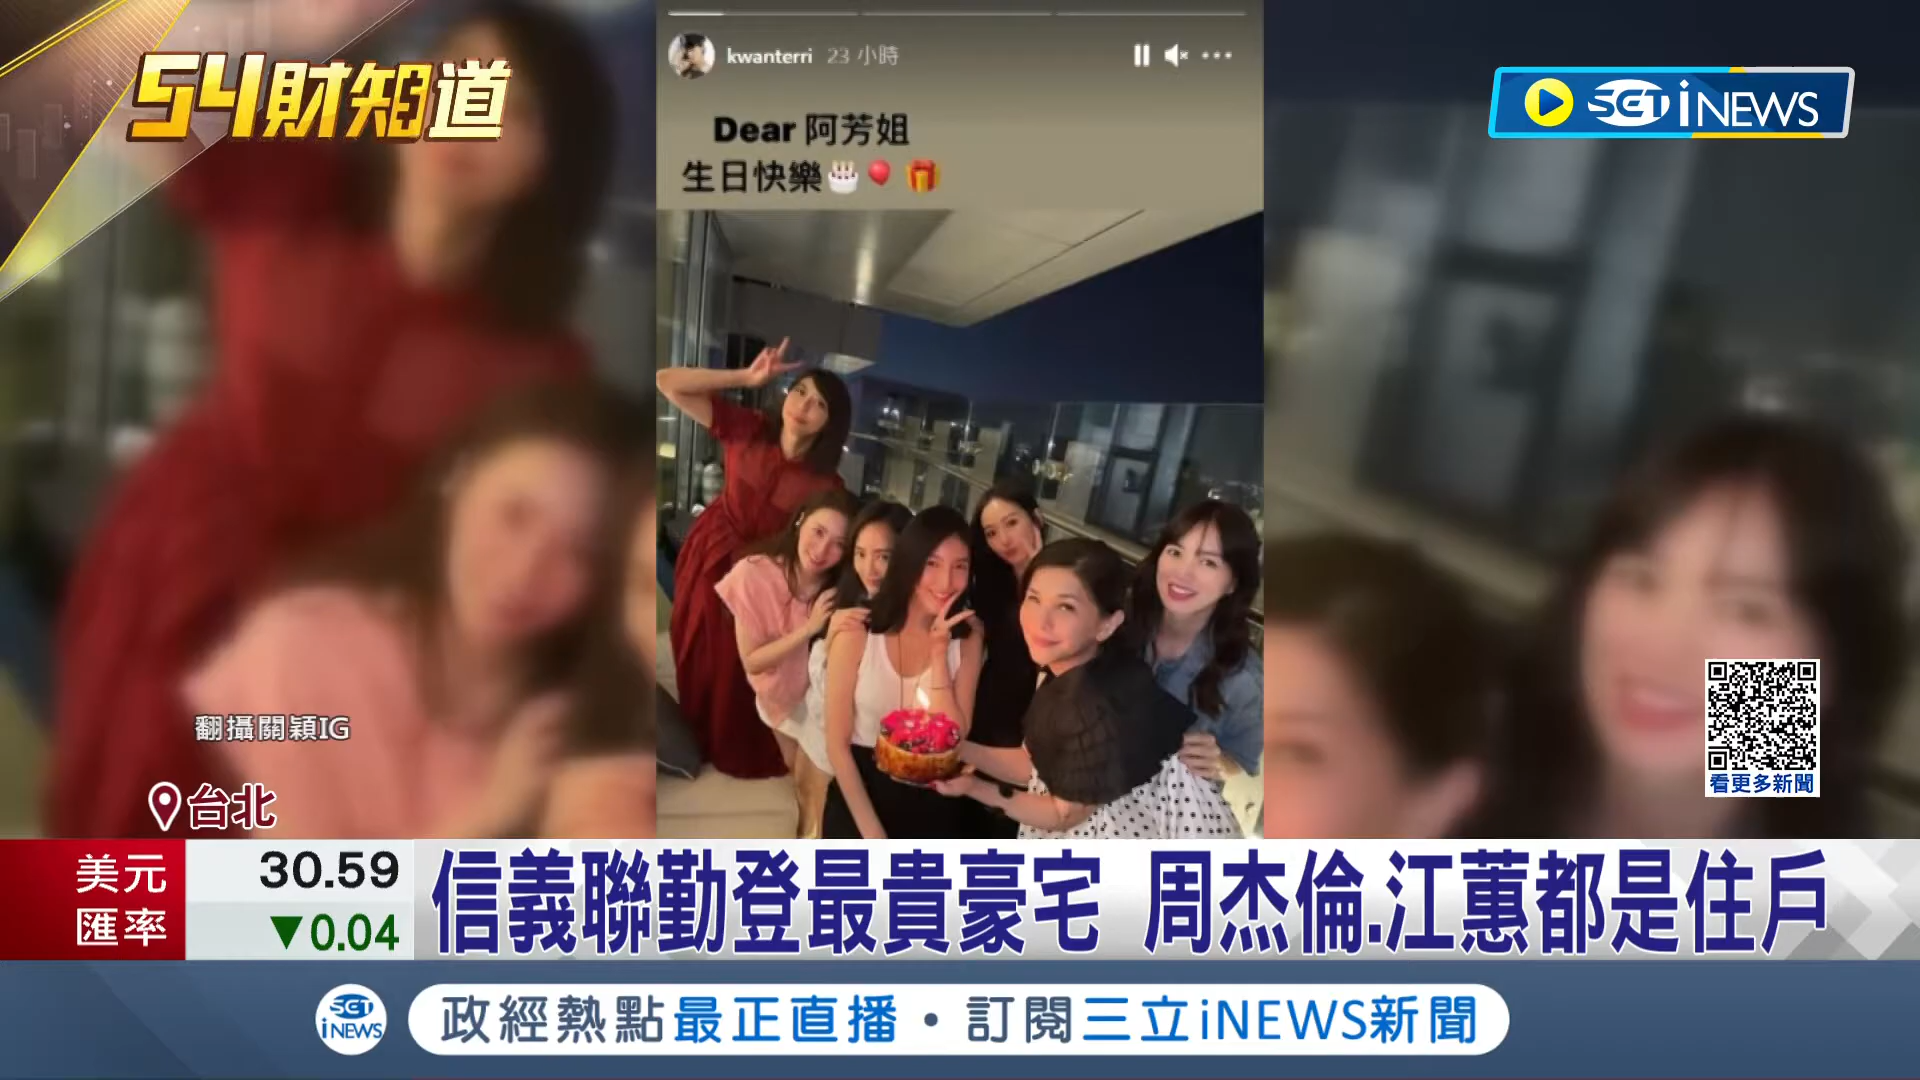 54財知道
kwanterri 23 小時
Dear 阿芳姐
生日快樂
SET iNEWS
翻攝關穎IG
台北
看更多新聞
美元
匯率
30.59
▼0.04
信義聯勤登最貴豪宅 周杰倫.江蕙都是住戶
SET iNEWS
政經熱點最正直播・訂閱三立iNEWS新聞